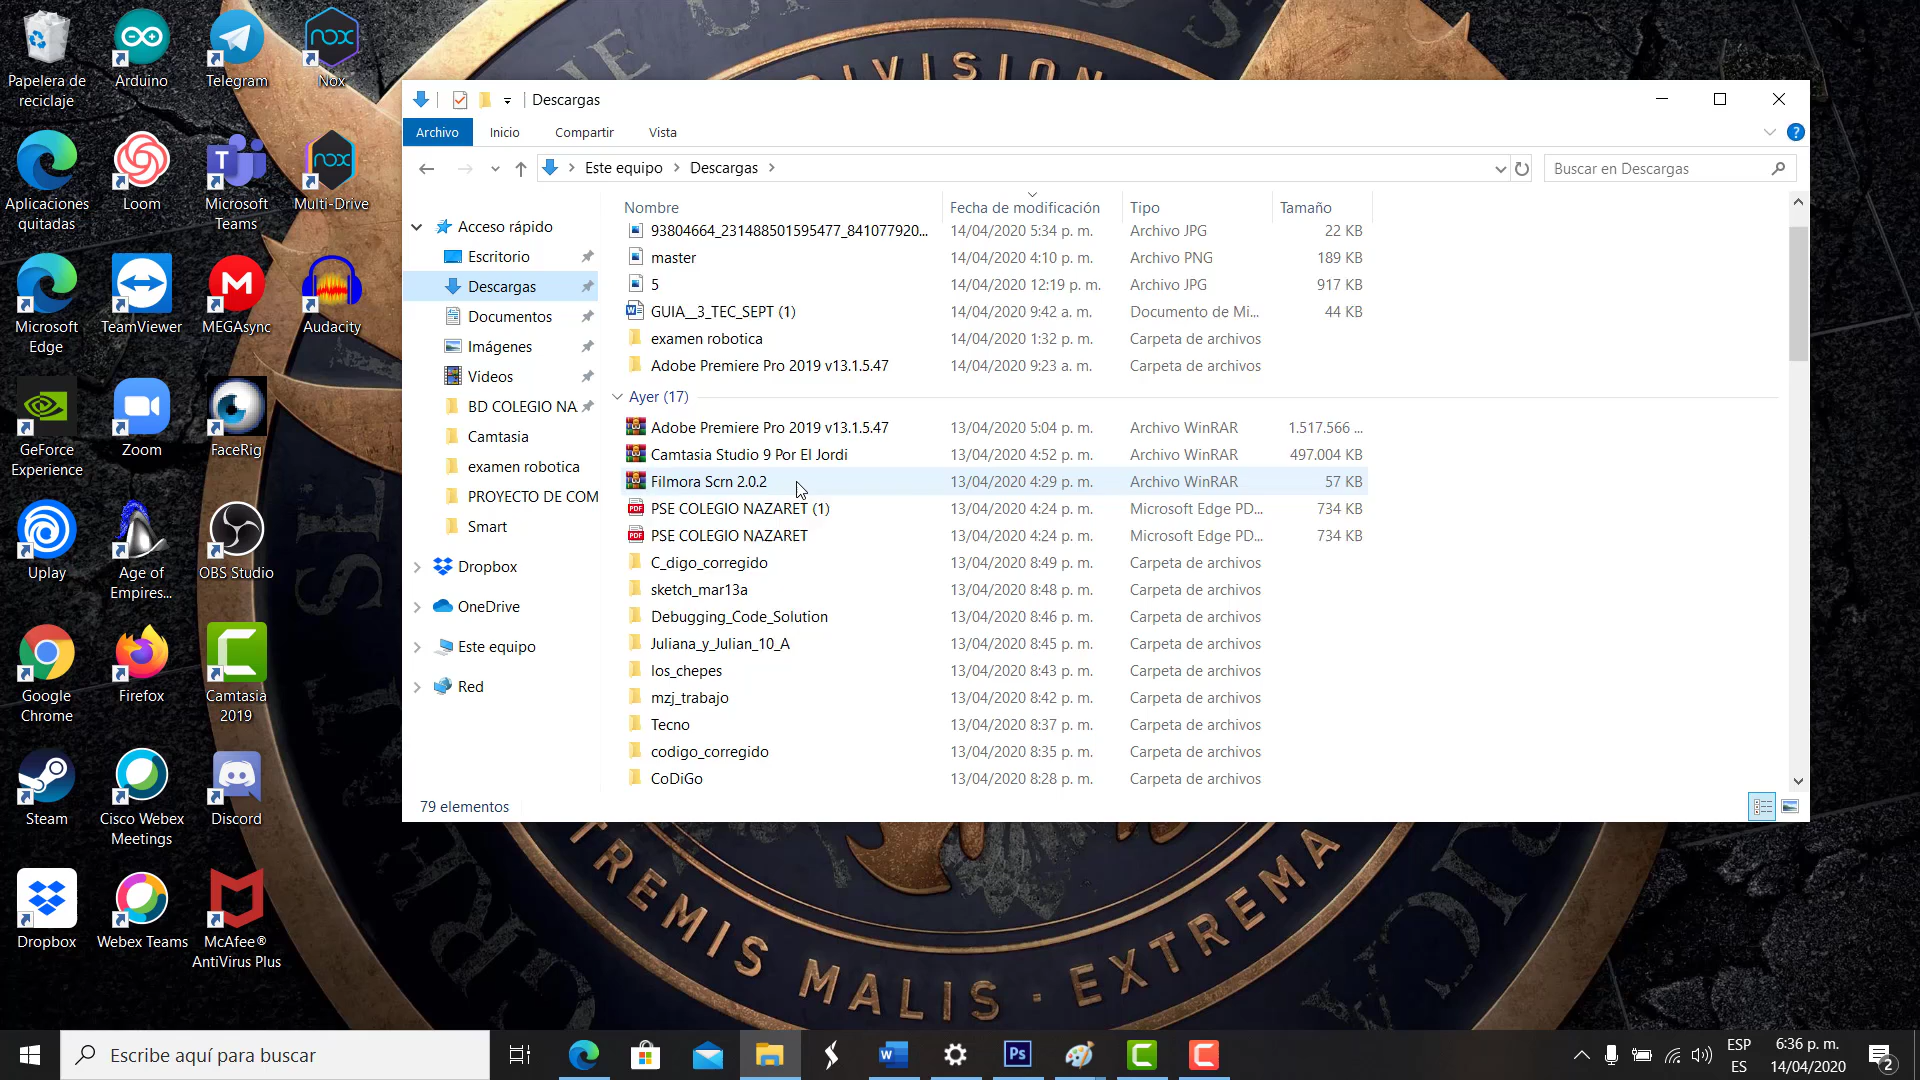 Papelera de
reciclaje
Arduino
Telegram
Nox
Aplicaciones
quitadas
Loom
Microsoft
Teams
Multi-Drive
Microsoft
Edge
TeamViewer
MEGAsync
Audacity
GeForce
Experience
Zoom
FaceRig
Uplay
Age of
Empires...
OBS Studio
Google
Chrome
Firefox
Camtasia
2019
Steam
Cisco Webex
Meetings
Discord
Dropbox
Webex Teams
McAfee®
AntiVirus Plus
DIVISION
Descargas
Archivo Inicio Compartir Vista
Este equipo Descargas
Buscar en Descargas
Acceso rápido
Escritorio
Descargas
Documentos
Imágenes
Videos
BD COLEGIO NA
Camtasia
examen robotica
PROYECTO DE COM
Smart
Dropbox
OneDrive
Este equipo
Red
Nombre Fecha de modificación Tipo Tamaño
93804664_231488501595477_841077920... 14/04/2020 5:34 p. m. Archivo JPG 22 KB
master 14/04/2020 4:10 p. m. Archivo PNG 189 KB
5 14/04/2020 12:19 p. m. Archivo JPG 917 KB
GUIA__3_TEC_SEPT (1) 14/04/2020 9:42 a. m. Documento de Mi... 44 KB
examen robotica 14/04/2020 1:32 p. m. Carpeta de archivos
Adobe Premiere Pro 2019 v13.1.5.47 14/04/2020 9:23 a. m. Carpeta de archivos
Ayer (17)
Adobe Premiere Pro 2019 v13.1.5.47 13/04/2020 5:04 p. m. Archivo WinRAR 1.517.566 ...
Camtasia Studio 9 Por El Jordi 13/04/2020 4:52 p. m. Archivo WinRAR 497.004 KB
Filmora Scrn 2.0.2 13/04/2020 4:29 p. m. Archivo WinRAR 57 KB
PSE COLEGIO NAZARET (1) 13/04/2020 4:24 p. m. Microsoft Edge PD... 734 KB
PSE COLEGIO NAZARET 13/04/2020 4:24 p. m. Microsoft Edge PD... 734 KB
C_digo_corregido 13/04/2020 8:49 p. m. Carpeta de archivos
sketch_mar13a 13/04/2020 8:48 p. m. Carpeta de archivos
Debugging_Code_Solution 13/04/2020 8:46 p. m. Carpeta de archivos
Juliana_y_Julian_10_A 13/04/2020 8:45 p. m. Carpeta de archivos
los_chepes 13/04/2020 8:43 p. m. Carpeta de archivos
mzj_trabajo 13/04/2020 8:42 p. m. Carpeta de archivos
Tecno 13/04/2020 8:37 p. m. Carpeta de archivos
codigo_corregido 13/04/2020 8:35 p. m. Carpeta de archivos
CoDiGo 13/04/2020 8:28 p. m. Carpeta de archivos
79 elementos
TREMIS MALIS · EXTREMA
Escribe aquí para buscar
ESP
ES
6:36 p. m.
14/04/2020
2